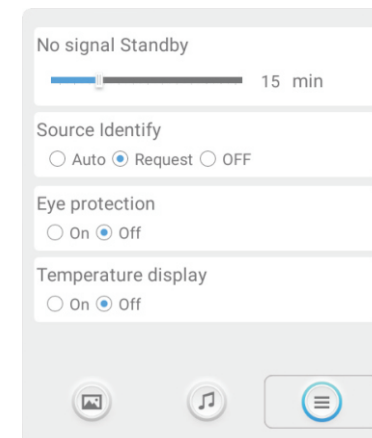 No signal Standby
15 min
Source Identify
Auto Request OFF
Eye protection
On Off
Temperature display
On Off